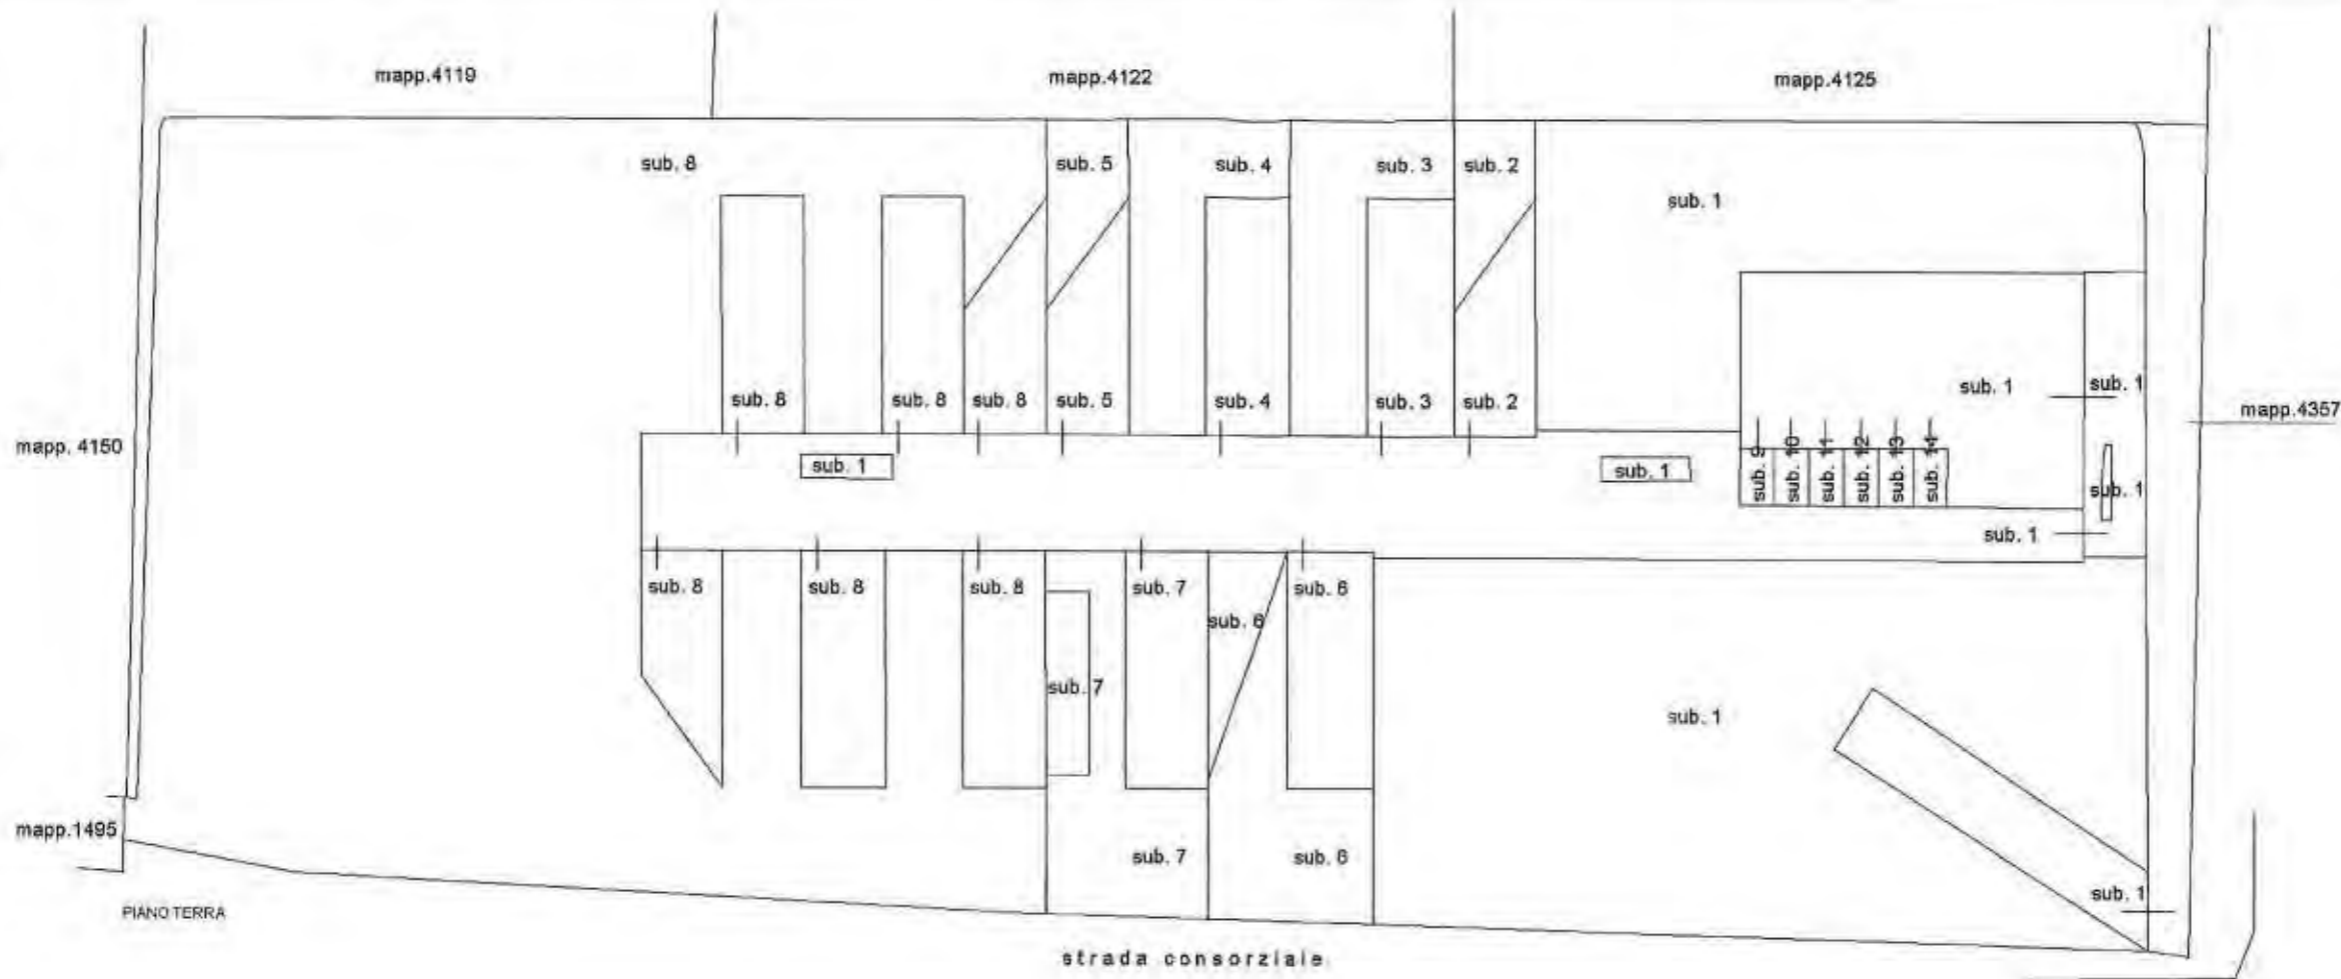 mapp.4119
mapp.4122
mapp.4125
sub. 8
sub. 5
sub. 4
sub. 3
sub. 2
sub. 1
sub. 8
sub. 8
sub. 8
sub. 5
sub. 4
sub. 3
sub. 2
sub. 1
sub. 1
mapp.4357
mapp. 4150
sub. 1
sub. 1
sub. 9
sub. 10
sub. 11
sub. 12
sub. 13
sub. 14
sub. 1
sub. 1
sub. 8
sub. 8
sub. 8
sub. 7
sub. 6
sub. 6
sub. 7
sub. 1
mapp.1495
sub. 7
sub. 6
sub. 1
PIANO TERRA
strada consorziale